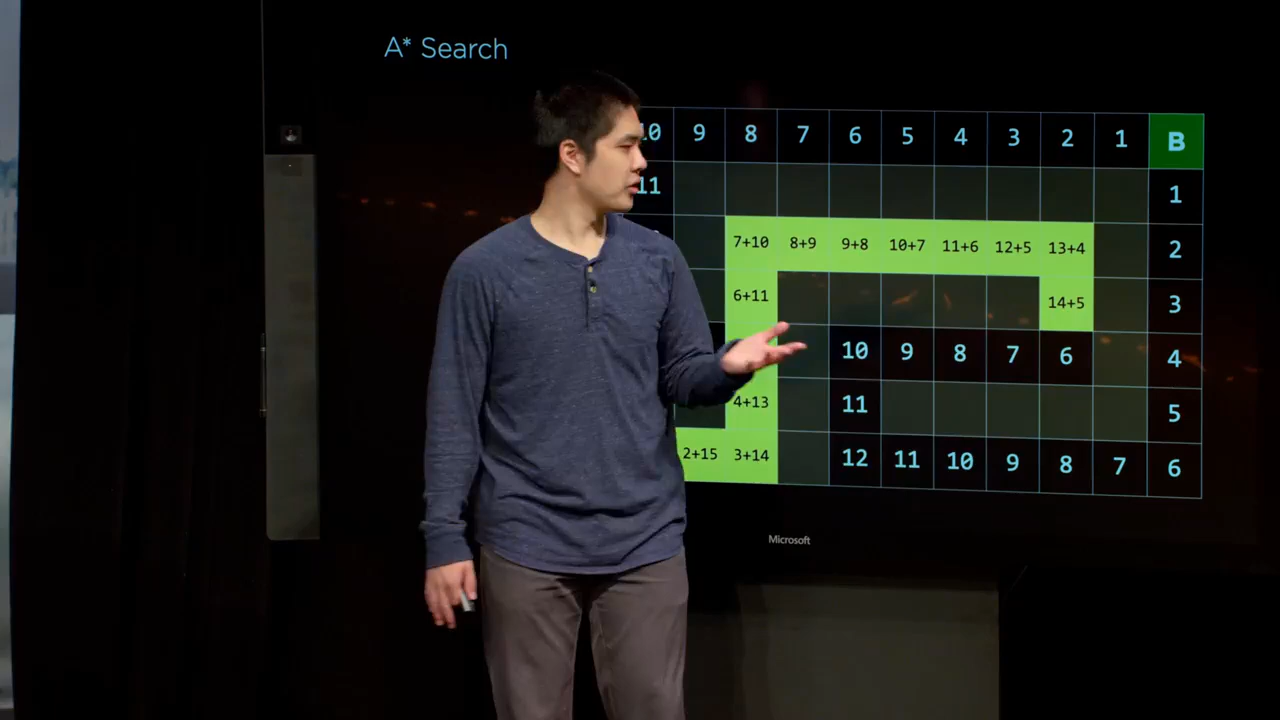 A* Search
10 9 8 7 6 5 4 3 2 1 B
11 1
7+10 8+9 9+8 10+7 11+6 12+5 13+4 2
6+11 14+5 3
10 9 8 7 6 4
4+13 11 5
2+15 3+14 12 11 10 9 8 7 6
Microsoft